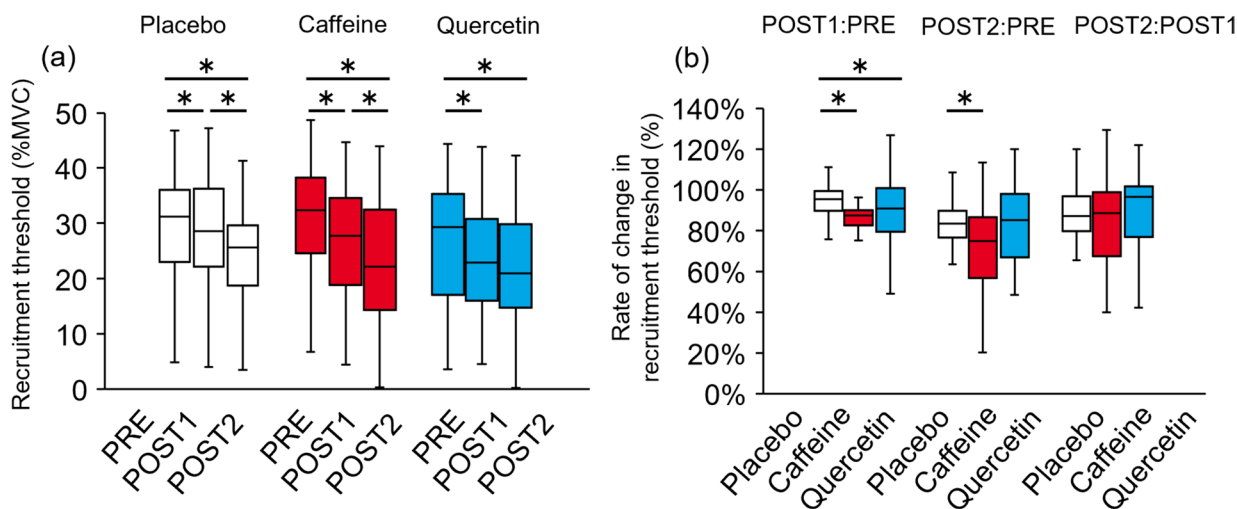 Placebo Caffeine Quercetin
(a)
* * *
* * * * *
Recruitment threshold (%MVC)
50
40
30
20
10
0
PRE POST1 POST2 PRE POST1 POST2 PRE POST1 POST2
POST1:PRE POST2:PRE POST2:POST1
(b)
*
* *
Rate of change in
recruitment threshold (%)
140%
120%
100%
80%
60%
40%
20%
0%
Placebo Caffeine Quercetin Placebo Caffeine Quercetin Placebo Caffeine Quercetin